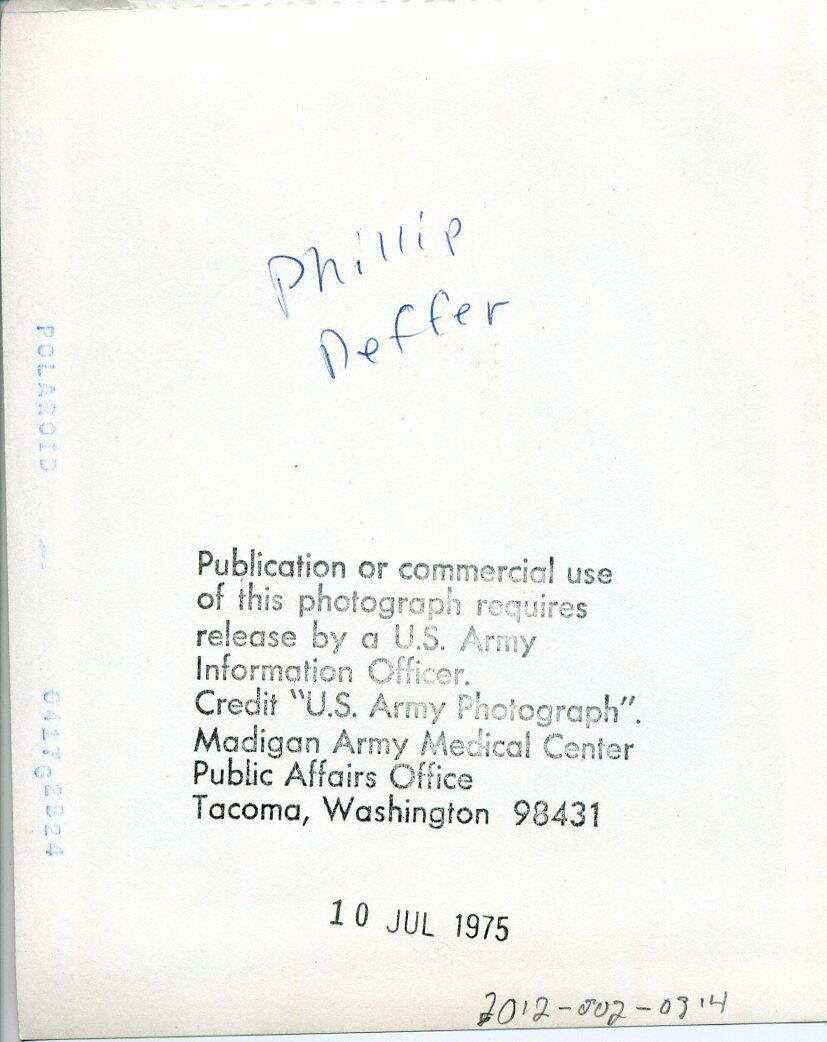 Phillip
Deffer
POLAROID
0417G2B24
Publication or commercial use
of this photograph requires
release by a U.S. Army
Information Officer.
Credit "U.S. Army Photograph".
Madigan Army Medical Center
Public Affairs Office
Tacoma, Washington 98431
10 JUL 1975
2012-002-0314